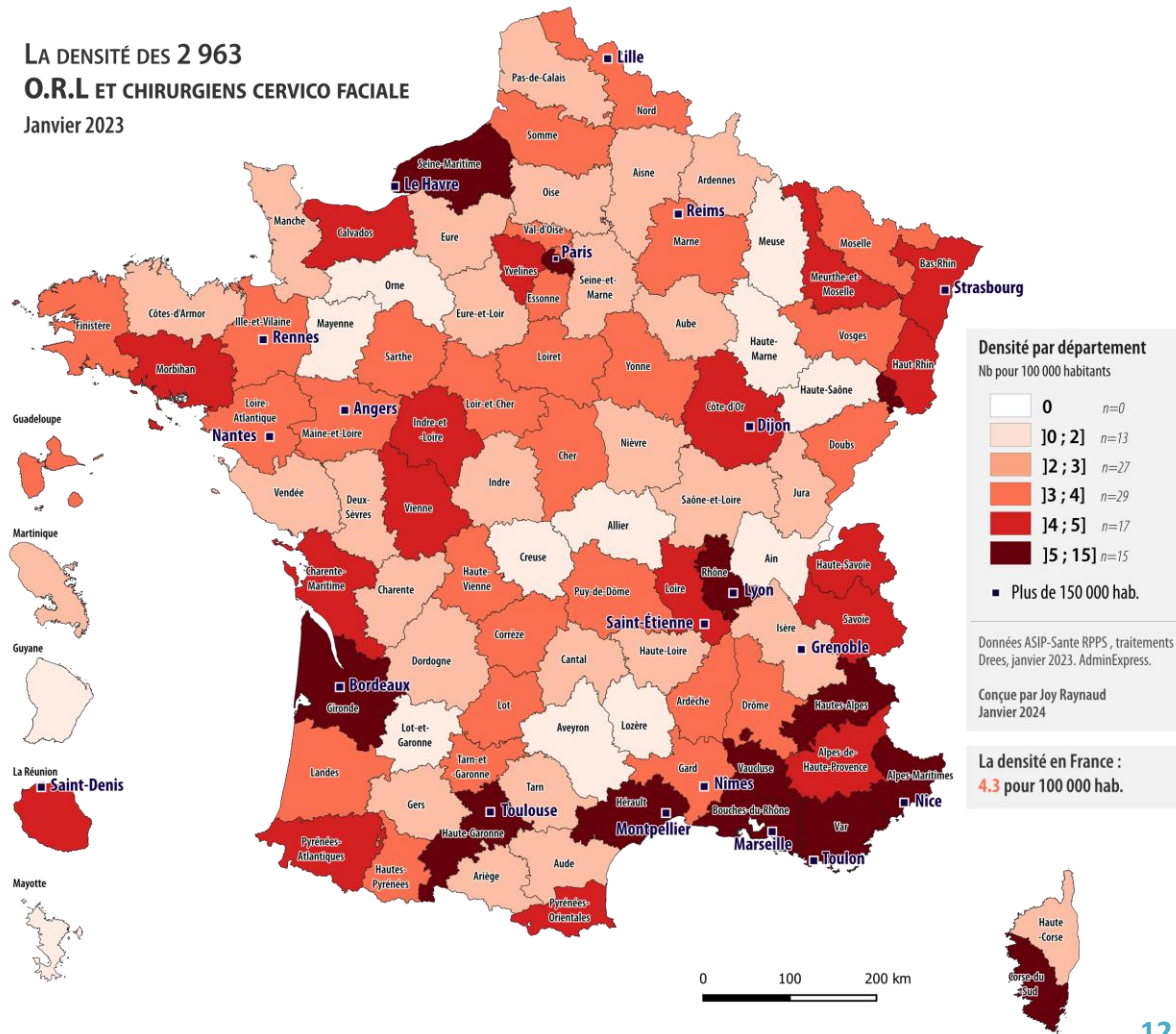 LA DENSITÉ DES 2 963
O.R.L ET CHIRURGIENS CERVICO FACIALE
Janvier 2023
Lille
Pas-de-Calais
Nord
Somme
Seine-Maritime
Le Havre
Aisne
Ardennes
Oise
Manche
Calvados
Eure
Val-d'Oise
Reims
Marne
Meuse
Moselle
Bas-Rhin
Paris
Yvelines
Seine-et-
Marne
Meurthe-et-
Moselle
Strasbourg
Orne
Essonne
Finistère
Côtes-d'Armor
Ille-et-Vilaine
Rennes
Mayenne
Eure-et-Loir
Aube
Haute-
Marne
Vosges
Haut-Rhin
Morbihan
Sarthe
Loiret
Yonne
Haute-Saône
Loire-
Atlantique
Angers
Loir-et-Cher
Côte-d'Or
Dijon
Nantes
Maine-et-Loire
Indre-et
-Loire
Cher
Nièvre
Doubs
Vendée
Deux-
Sèvres
Vienne
Indre
Saône-et-Loire
Jura
Allier
Creuse
Ain
Haute-Savoie
Charente-
Maritime
Charente
Haute-
Vienne
Puy-de-Dôme
Loire
Rhône
Lyon
Savoie
Saint-Étienne
Corrèze
Isère
Grenoble
Dordogne
Cantal
Haute-Loire
Bordeaux
Gironde
Lot
Ardèche
Drôme
Hautes-Alpes
Lot-et-
Garonne
Aveyron
Lozère
Landes
Tarn-et
Garonne
Gard
Nimes
Vaucluse
Alpes-de-
Haute-Provence
Alpes-Maritimes
Gers
Toulouse
Tarn
Hérault
Montpellier
Bouches-du-Rhône
Nice
Haute-Garonne
Marseille
Var
Toulon
Pyrénées-
Atlantiques
Hautes-
Pyrénées
Ariège
Aude
Pyrénées-
Orientales
Haute
-Corse
Corse-du
-Sud
Guadeloupe
Martinique
Guyane
La Réunion
Saint-Denis
Mayotte
Densité par département
Nb pour 100 000 habitants
0 n=0
]0 ; 2] n=13
]2 ; 3] n=27
]3 ; 4] n=29
]4 ; 5] n=17
]5 ; 15] n=15
Plus de 150 000 hab.
Données ASIP-Sante RPPS , traitements
Drees, janvier 2023. AdminExpress.
Conçue par Joy Raynaud
Janvier 2024
La densité en France :
4.3 pour 100 000 hab.
0 100 200 km
12